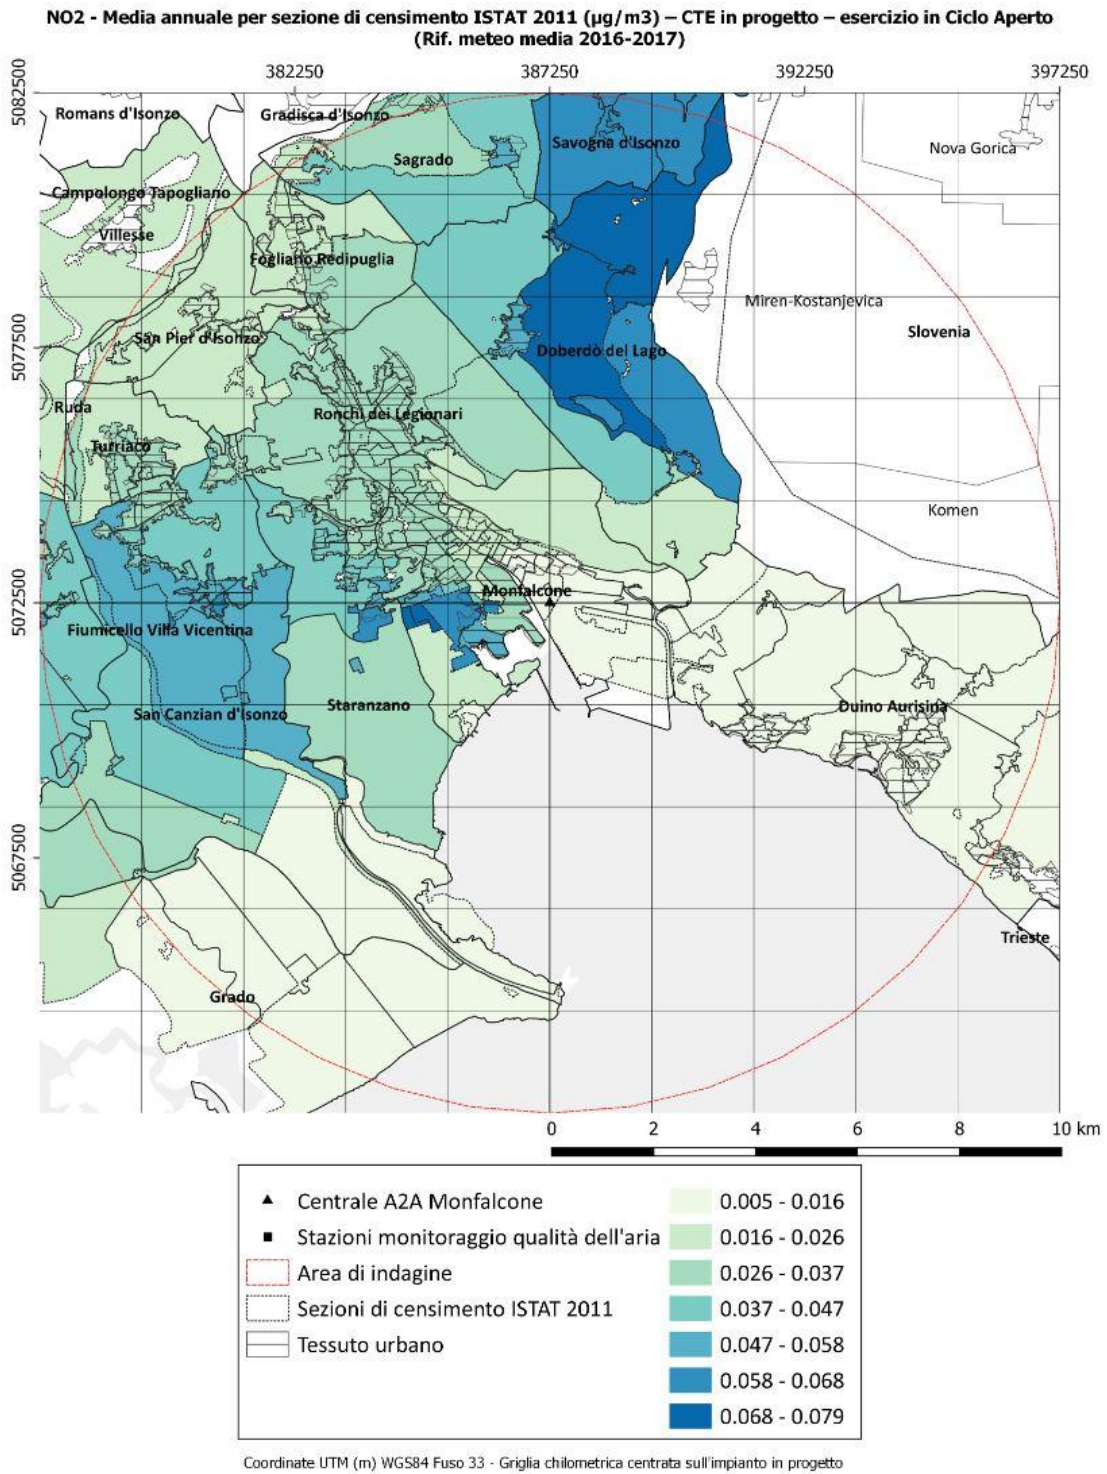 NO2 - Media annuale per sezione di censimento ISTAT 2011 (µg/m3) – CTE in progetto – esercizio in Ciclo Aperto
(Rif. meteo media 2016-2017)
382250
387250
392250
397250
5082500
5077500
5072500
5067500
Romans d'Isonzo
Gradisca d'Isonzo
Savogna d'Isonzo
Nova Gorica
Sagrado
Campolongo Tapogliano
Villesse
Fogliano Redipuglia
Miren-Kostanjevica
Slovenia
San Pier d'Isonzo
Doberdò del Lago
Ruda
Ronchi dei Legionari
Turriaco
Komen
Monfalcone
Fiumicello Villa Vicentina
San Canzian d'Isonzo
Staranzano
Duino Aurisina
Trieste
Grado
0 2 4 6 8 10 km
Centrale A2A Monfalcone
Stazioni monitoraggio qualità dell'aria
Area di indagine
Sezioni di censimento ISTAT 2011
Tessuto urbano
0.005 - 0.016
0.016 - 0.026
0.026 - 0.037
0.037 - 0.047
0.047 - 0.058
0.058 - 0.068
0.068 - 0.079
Coordinate UTM (m) WGS84 Fuso 33 - Griglia chilometrica centrata sull'impianto in progetto